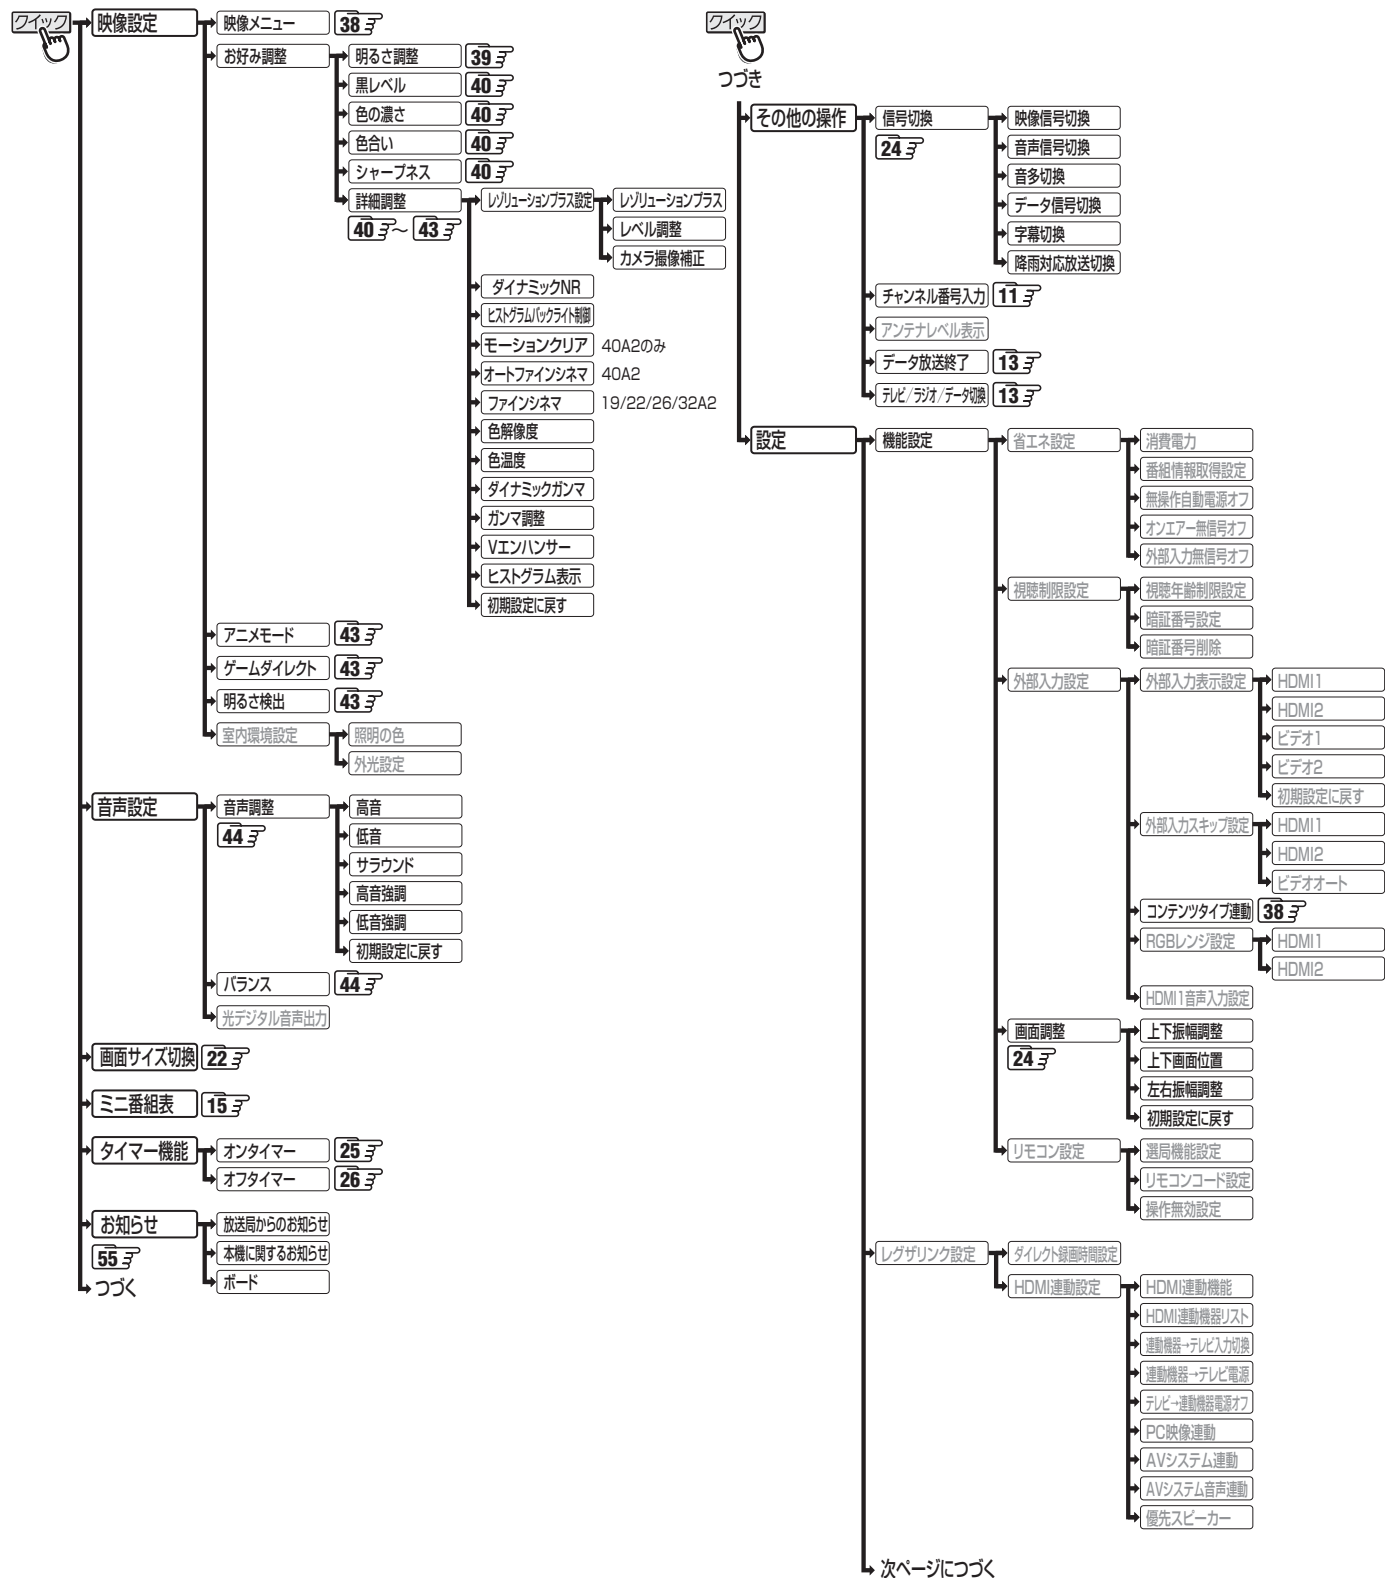 クイック
映像設定
映像メニュー 38
お好み調整
明るさ調整 39
黒レベル 40
色の濃さ 40
色合い 40
シャープネス 40
詳細調整
40 ～ 43
レゾリューションプラス設定
レゾリューションプラス
レベル調整
カメラ撮像補正
ダイナミックNR
ヒストグラムバックライト制御
モーションクリア 40A2のみ
オートファインシネマ 40A2
ファインシネマ 19/22/26/32A2
色解像度
色温度
ダイナミックガンマ
ガンマ調整
Vエンハンサー
ヒストグラム表示
初期設定に戻す
アニメモード 43
ゲームダイレクト 43
明るさ検出 43
室内環境設定
照明の色
外光設定
音声設定
音声調整
44
高音
低音
サラウンド
高音強調
低音強調
初期設定に戻す
バランス 44
光デジタル音声出力
画面サイズ切換 22
ミニ番組表 15
タイマー機能
オンタイマー 25
オフタイマー 26
お知らせ
55
放送局からのお知らせ
本機に関するお知らせ
ボード
つづく
クイック
つづき
その他の操作
信号切換
24
映像信号切換
音声信号切換
音多切換
データ信号切換
字幕切換
降雨対応放送切換
チャンネル番号入力 11
アンテナレベル表示
データ放送終了 13
テレビ/ラジオ/データ切換 13
設定
機能設定
省エネ設定
消費電力
番組情報取得設定
無操作自動電源オフ
オンエアー無信号オフ
外部入力無信号オフ
視聴制限設定
視聴年齢制限設定
暗証番号設定
暗証番号削除
外部入力設定
外部入力表示設定
HDMI1
HDMI2
ビデオ1
ビデオ2
初期設定に戻す
外部入力スキップ設定
HDMI1
HDMI2
ビデオオート
コンテンツタイプ連動 38
RGBレンジ設定
HDMI1
HDMI2
HDMI1音声入力設定
画面調整
24
上下振幅調整
上下画面位置
左右振幅調整
初期設定に戻す
リモコン設定
選局機能設定
リモコンコード設定
操作無効設定
レグザリンク設定
ダイレクト録画時間設定
HDMI連動設定
HDMI連動機能
HDMI連動機器リスト
連動機器→テレビ入力切換
連動機器→テレビ電源
テレビ→連動機器電源オフ
PC映像連動
AVシステム連動
AVシステム音声連動
優先スピーカー
次ページにつづく